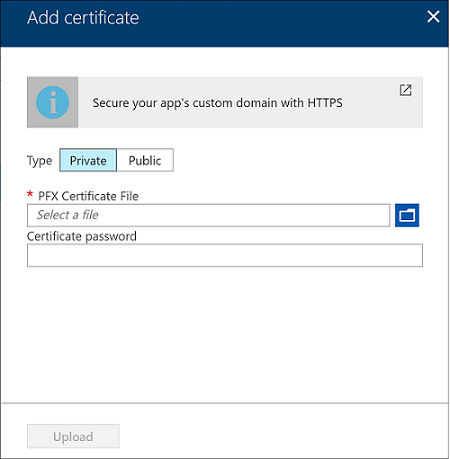 Add certificate
Secure your app's custom domain with HTTPS
Type Private Public
* PFX Certificate File
Select a file
Certificate password
Upload